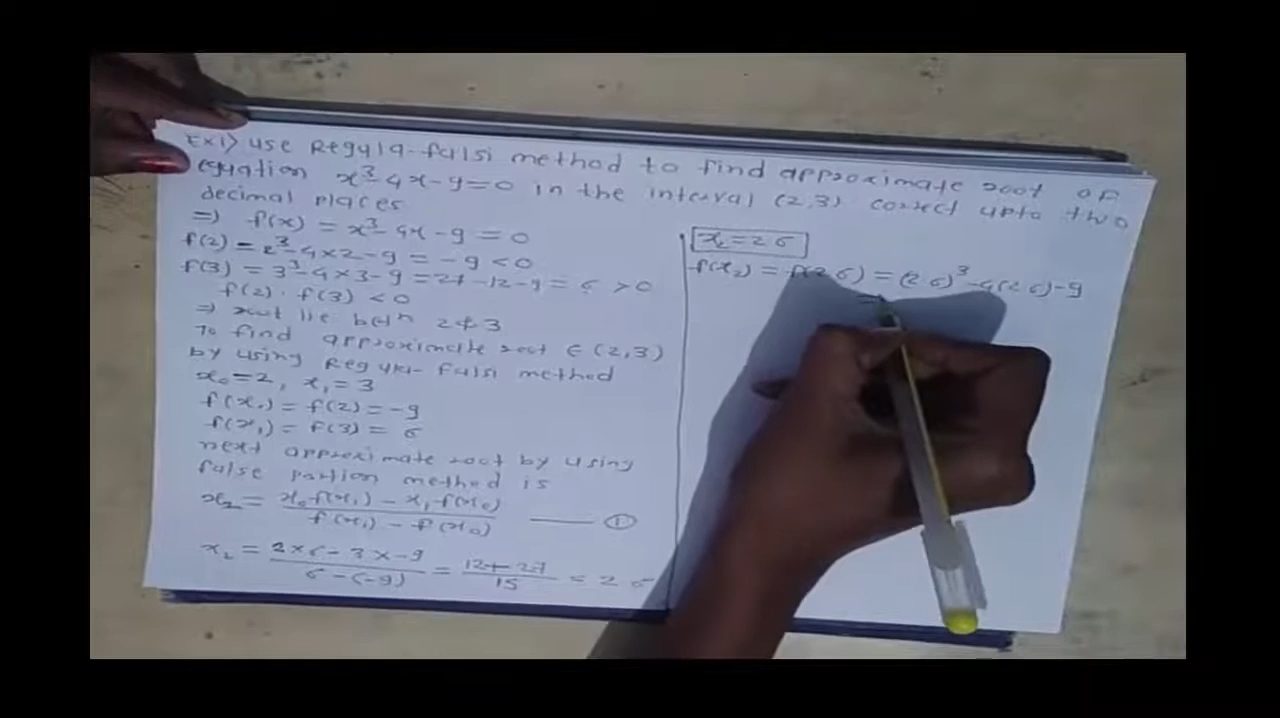 Ex1) Use Regula-falsi method to find approximate root of
equation x³-4x-9=0 in the interval (2,3) correct upto two
decimal places
=) f(x) = x³-4x-9=0
f(2) = 2³-4×2-9 = -9 <0
f(3) = 3³-4×3-9 = 27-12-9 = 6 >0
f(2). f(3) <0
=) root lie betⁿ 2 & 3
To find approximate root ∈ (2,3)
by using Regula-falsi method
x₀=2, x₁=3
f(x₀) = f(2) = -9
f(x₁) = f(3) = 6
next approximate root by using
false position method is
x₂ = x₀f(x₁) - x₁f(x₀) / f(x₁) - f(x₀) —— ①
x₂ = 2×6-3×-9 / 6-(-9) = 12+27 / 15 = 2.6
x₂=2.6
f(x₂) = f(2.6) = (2.6)³-4(2.6)-9
=